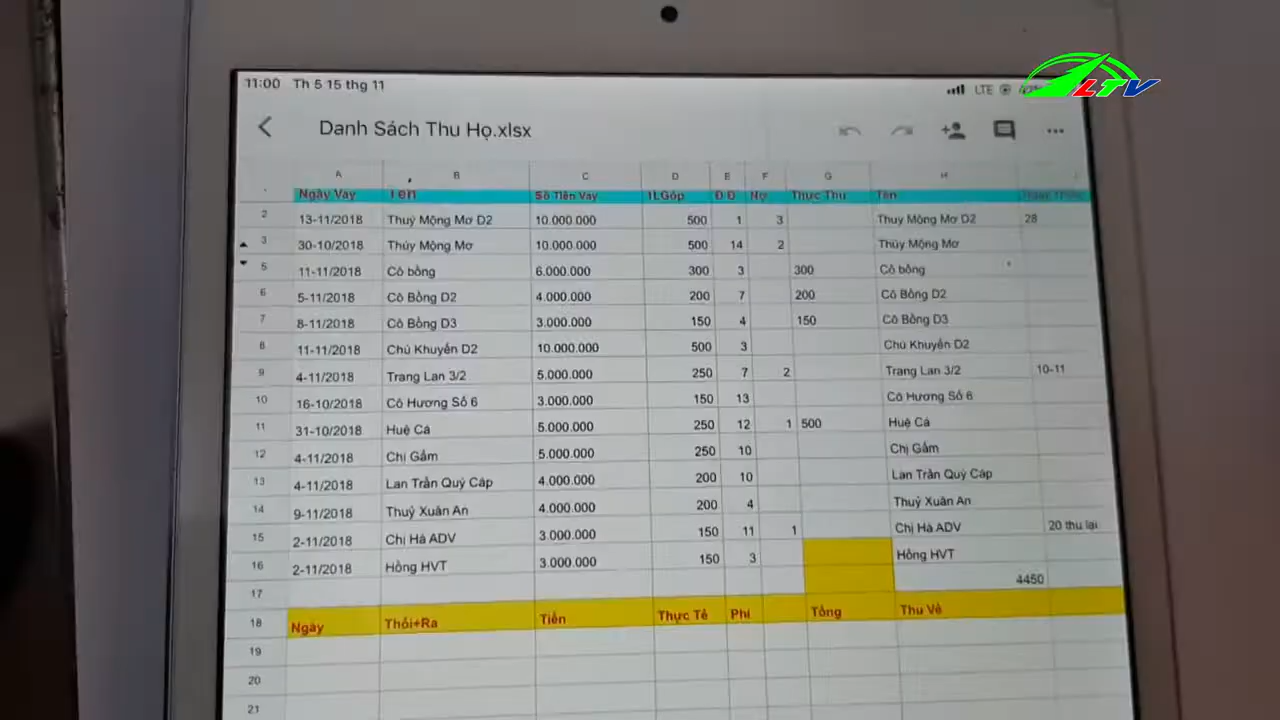 11:00 Th 5 15 thg 11
LTE
LTV
Danh Sách Thu Họ.xlsx
A B C D E F G H
Ngày Vay Tên Số Tiền Vay 1LGóp Đ Đ Nợ Thực Thu Tên
2 13-11/2018 Thuý Mộng Mơ D2 10.000.000 500 1 3 Thuy Mộng Mơ D2 28
3 30-10/2018 Thúy Mộng Mơ 10.000.000 500 14 2 Thúy Mộng Mơ
5 11-11/2018 Cô bồng 6.000.000 300 3 300 Cô bồng
6 5-11/2018 Cô Bồng D2 4.000.000 200 7 200 Cô Bồng D2
7 8-11/2018 Cô Bồng D3 3.000.000 150 4 150 Cô Bồng D3
8 11-11/2018 Chú Khuyến D2 10.000.000 500 3 Chú Khuyến D2
9 4-11/2018 Trang Lan 3/2 5.000.000 250 7 2 Trang Lan 3/2 10-11
10 16-10/2018 Cô Hương Số 6 3.000.000 150 13 Cô Hương Số 6
11 31-10/2018 Huệ Cá 5.000.000 250 12 1 500 Huệ Cá
12 4-11/2018 Chị Gấm 5.000.000 250 10 Chị Gấm
13 4-11/2018 Lan Trần Quý Cáp 4.000.000 200 10 Lan Trần Quý Cáp
14 9-11/2018 Thuỷ Xuân An 4.000.000 200 4 Thuỷ Xuân An
15 2-11/2018 Chị Hà ADV 3.000.000 150 11 1 Chị Hà ADV 20 thu lại
16 2-11/2018 Hồng HVT 3.000.000 150 3 Hồng HVT
17 4450
18 Ngày Thối+Ra Tiền Thực Tế Phí Tổng Thu Về
19
20
21